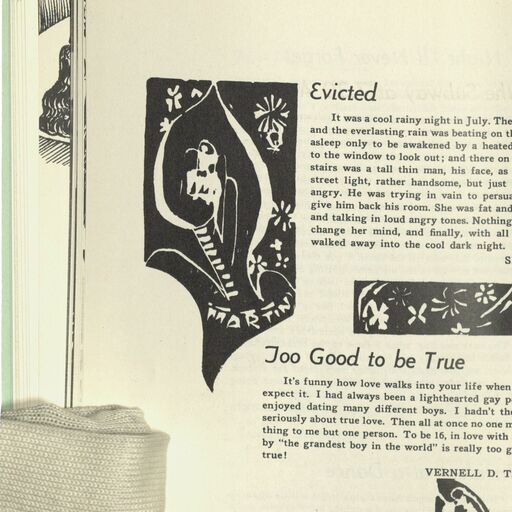 Evicted
It was a cool rainy night in July. The
and the everlasting rain was beating on th
asleep only to be awakened by a heated
to the window to look out; and there on
stairs was a tall thin man, his face, as
street light, rather handsome, but just
angry. He was trying in vain to persua
give him back his room. She was fat and
and talking in loud angry tones. Nothing
change her mind, and finally, with all
walked away into the cool dark night.
S
MARTIN
Too Good to be True
It's funny how love walks into your life when
expect it. I had always been a lighthearted gay pe
enjoyed dating many different boys. I hadn't the
seriously about true love. Then all at once no one m
thing to me but one person. To be 16, in love with
by "the grandest boy in the world" is really too g
true!
VERNELL D. T